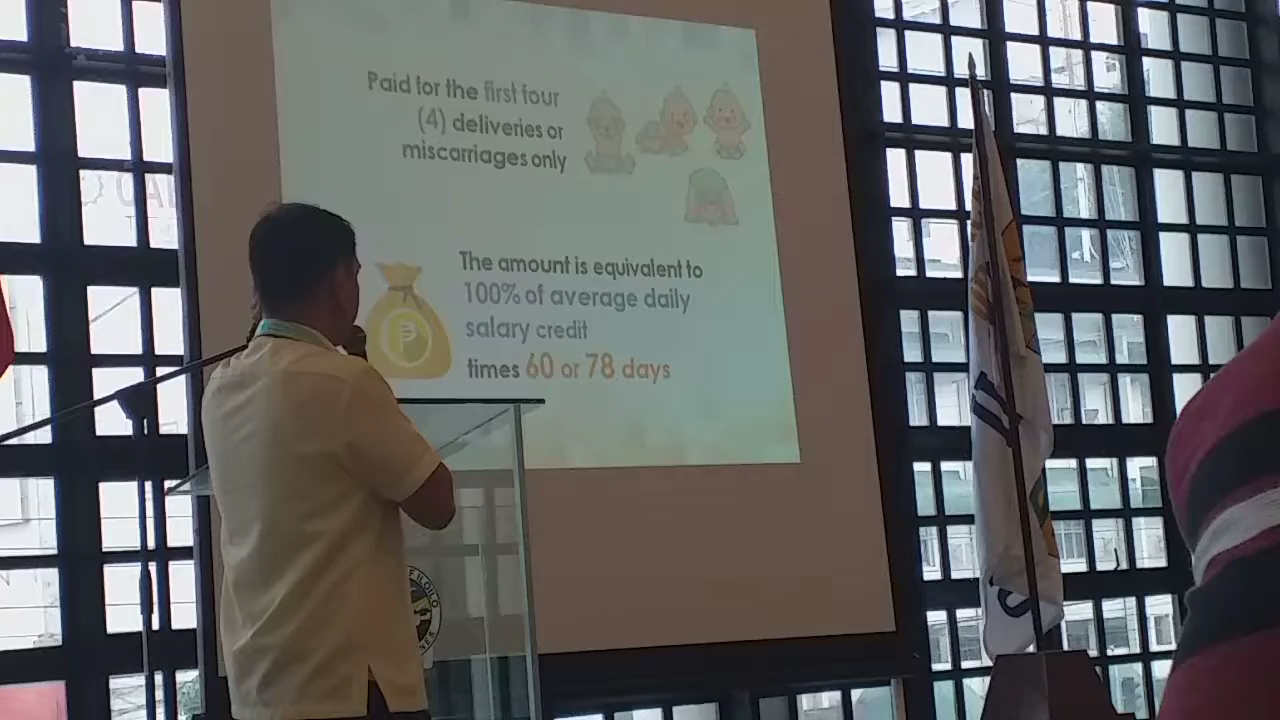 Paid for the first four
(4) deliveries or
miscarriages only
The amount is equivalent to
100% of average daily
salary credit
times 60 or 78 days
F ILOILO